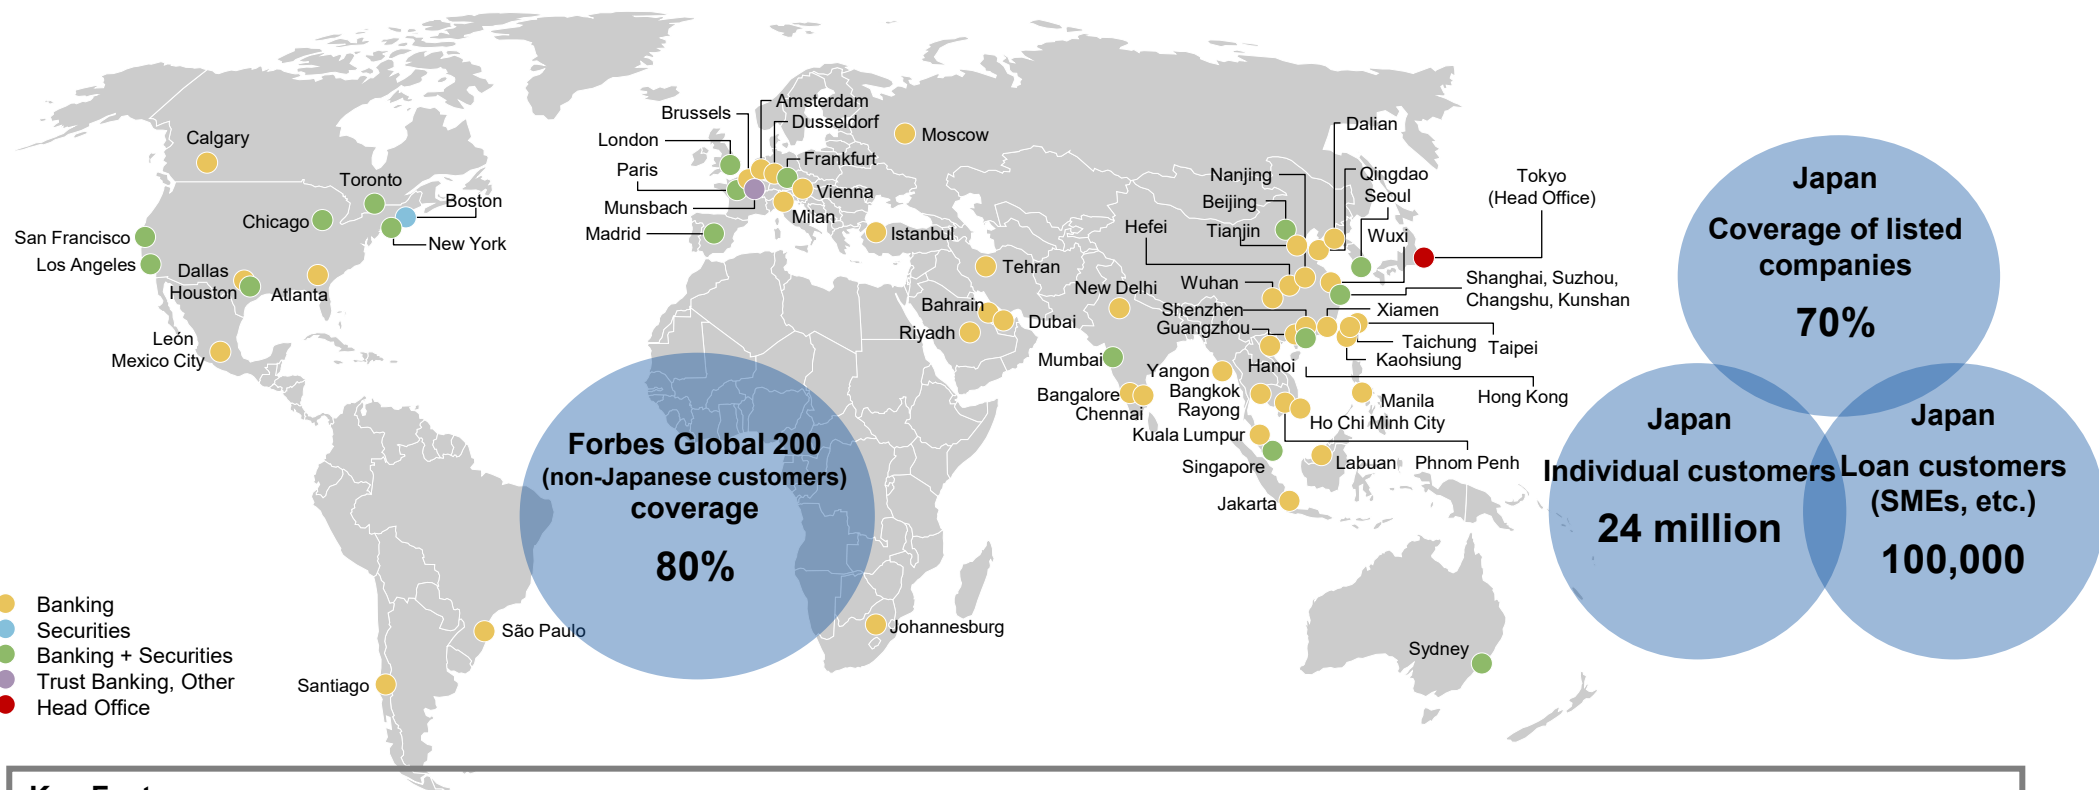 Calgary
Toronto
Boston
Chicago
New York
San Francisco
Los Angeles
Dallas
Houston
Atlanta
León
Mexico City
São Paulo
Santiago
Brussels
Amsterdam
Dusseldorf
London
Frankfurt
Paris
Vienna
Munsbach
Milan
Madrid
Istanbul
Moscow
Tehran
Bahrain
Dubai
Riyadh
Johannesburg
New Delhi
Mumbai
Bangalore
Chennai
Dalian
Nanjing
Qingdao
Seoul
Beijing
Hefei
Tianjin
Wuxi
Tokyo
(Head Office)
Wuhan
Shanghai, Suzhou,
Changshu, Kunshan
Shenzhen
Xiamen
Guangzhou
Taichung
Taipei
Kaohsiung
Hanoi
Hong Kong
Yangon
Bangkok
Rayong
Manila
Ho Chi Minh City
Kuala Lumpur
Singapore
Labuan
Phnom Penh
Jakarta
Sydney
Forbes Global 200
(non-Japanese customers)
coverage
80%
Japan
Coverage of listed
companies
70%
Japan
Individual customers
24 million
Japan
Loan customers
(SMEs, etc.)
100,000
Banking
Securities
Banking + Securities
Trust Banking, Other
Head Office